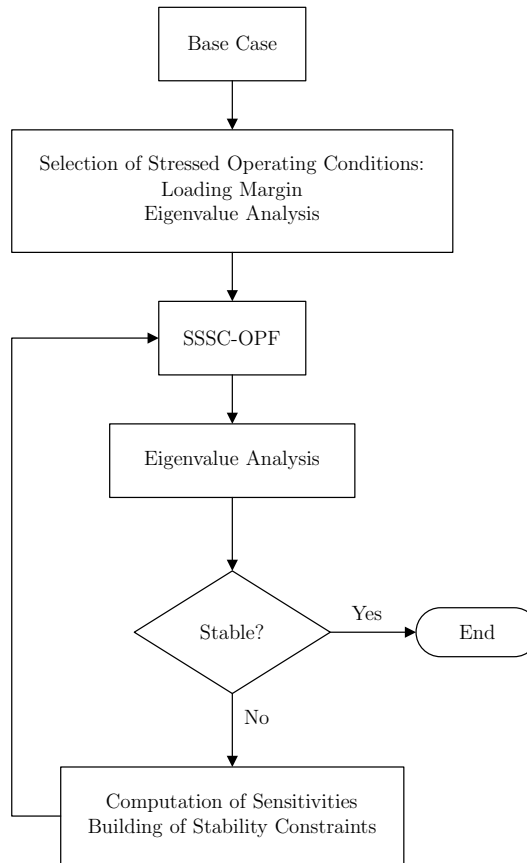 Base Case
Selection of Stressed Operating Conditions:
Loading Margin
Eigenvalue Analysis
SSSC-OPF
Eigenvalue Analysis
Stable?
Yes
End
No
Computation of Sensitivities
Building of Stability Constraints